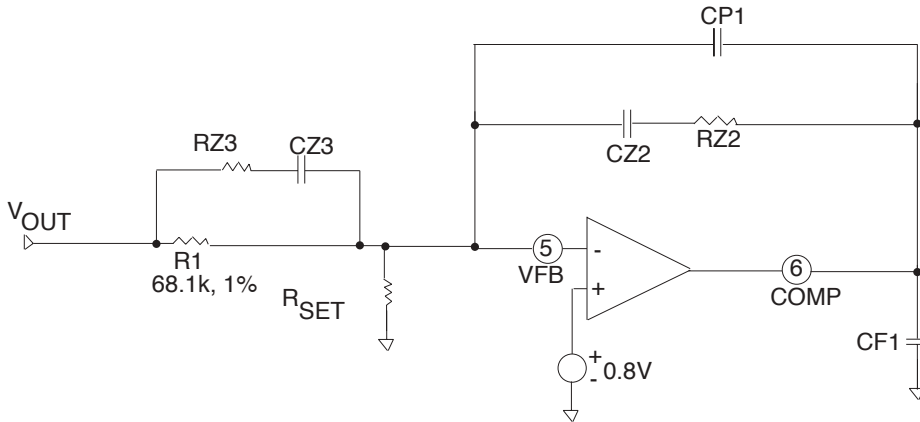 CP1
CZ2
RZ2
RZ3
CZ3
VOUT
R1
68.1k, 1%
RSET
5
VFB
-
+
6
COMP
CF1
+
-
0.8V